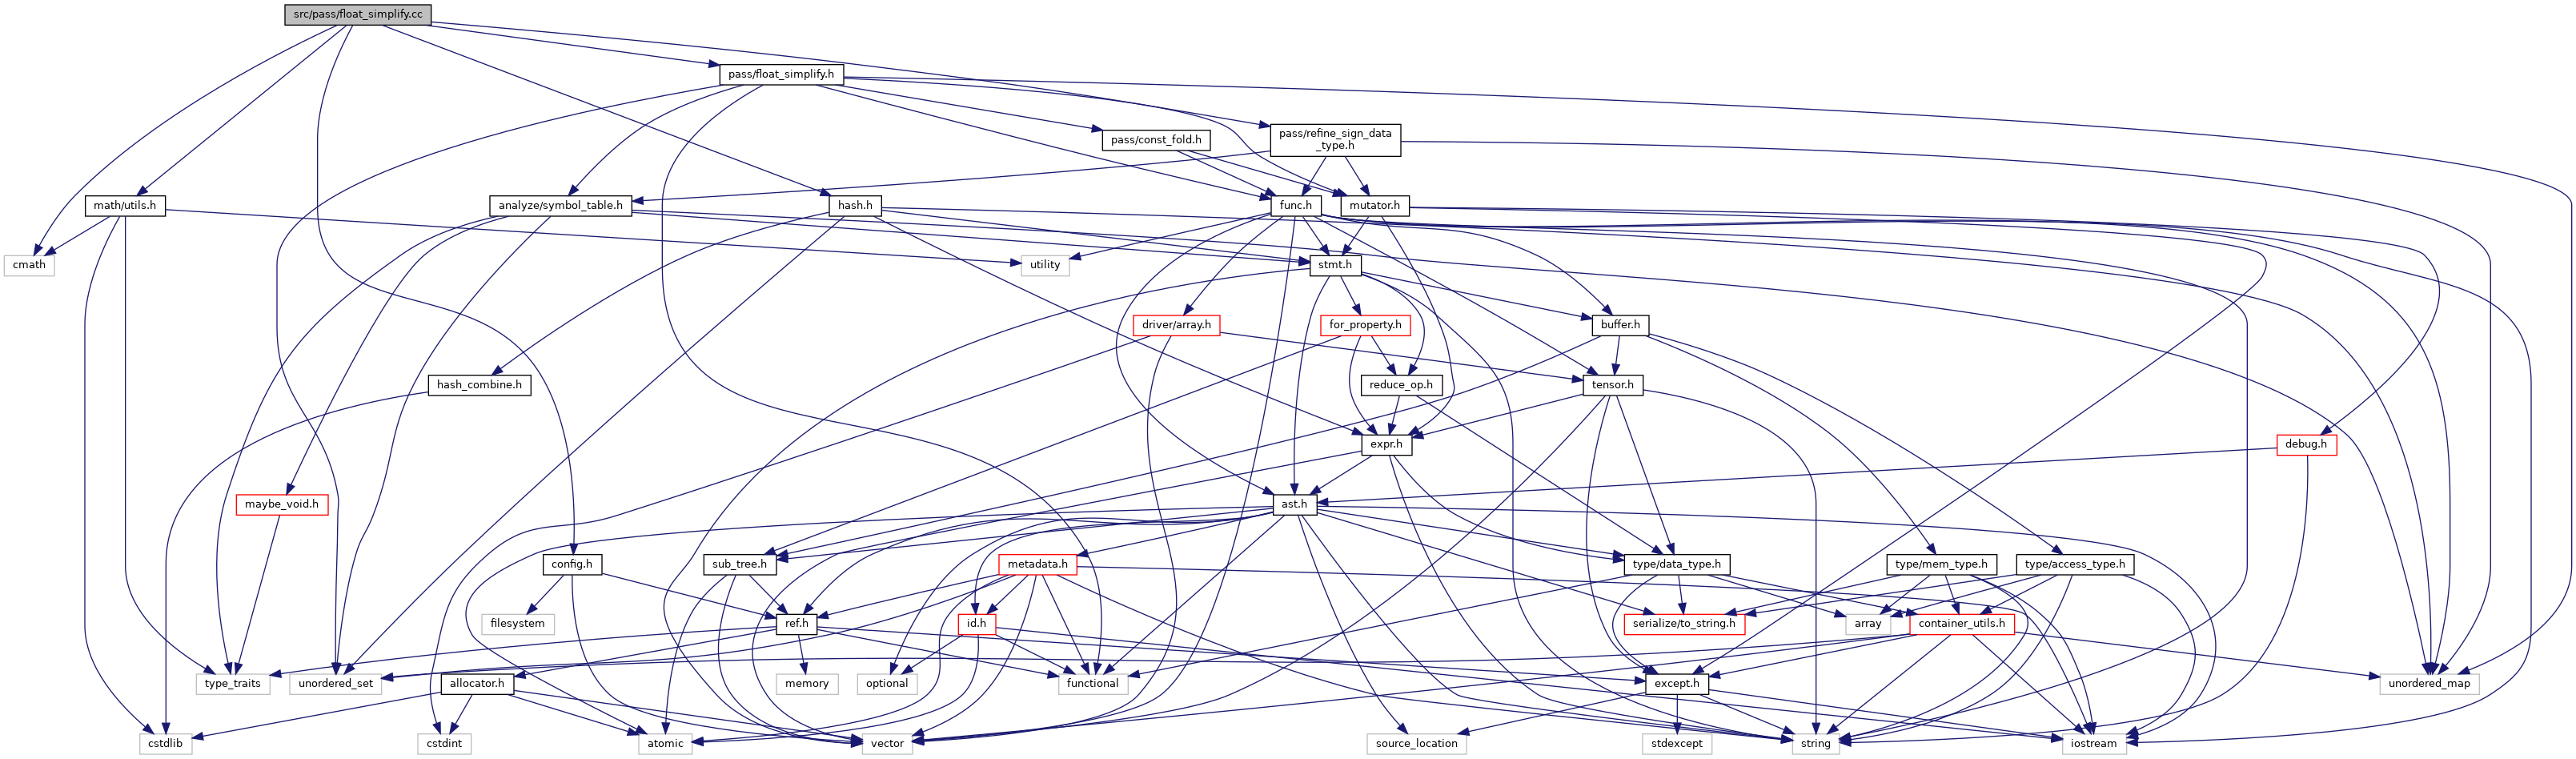 src/pass/float_simplify.cc
pass/float_simplify.h
pass/const_fold.h
pass/refine_sign_data
_type.h
math/utils.h
analyze/symbol_table.h
hash.h
func.h
mutator.h
cmath
utility
stmt.h
driver/array.h
for_property.h
buffer.h
hash_combine.h
reduce_op.h
tensor.h
expr.h
debug.h
maybe_void.h
ast.h
config.h
sub_tree.h
metadata.h
type/data_type.h
type/mem_type.h
type/access_type.h
filesystem
ref.h
id.h
serialize/to_string.h
array
container_utils.h
type_traits
unordered_set
allocator.h
memory
optional
functional
except.h
unordered_map
cstdlib
cstdint
atomic
vector
source_location
stdexcept
string
iostream